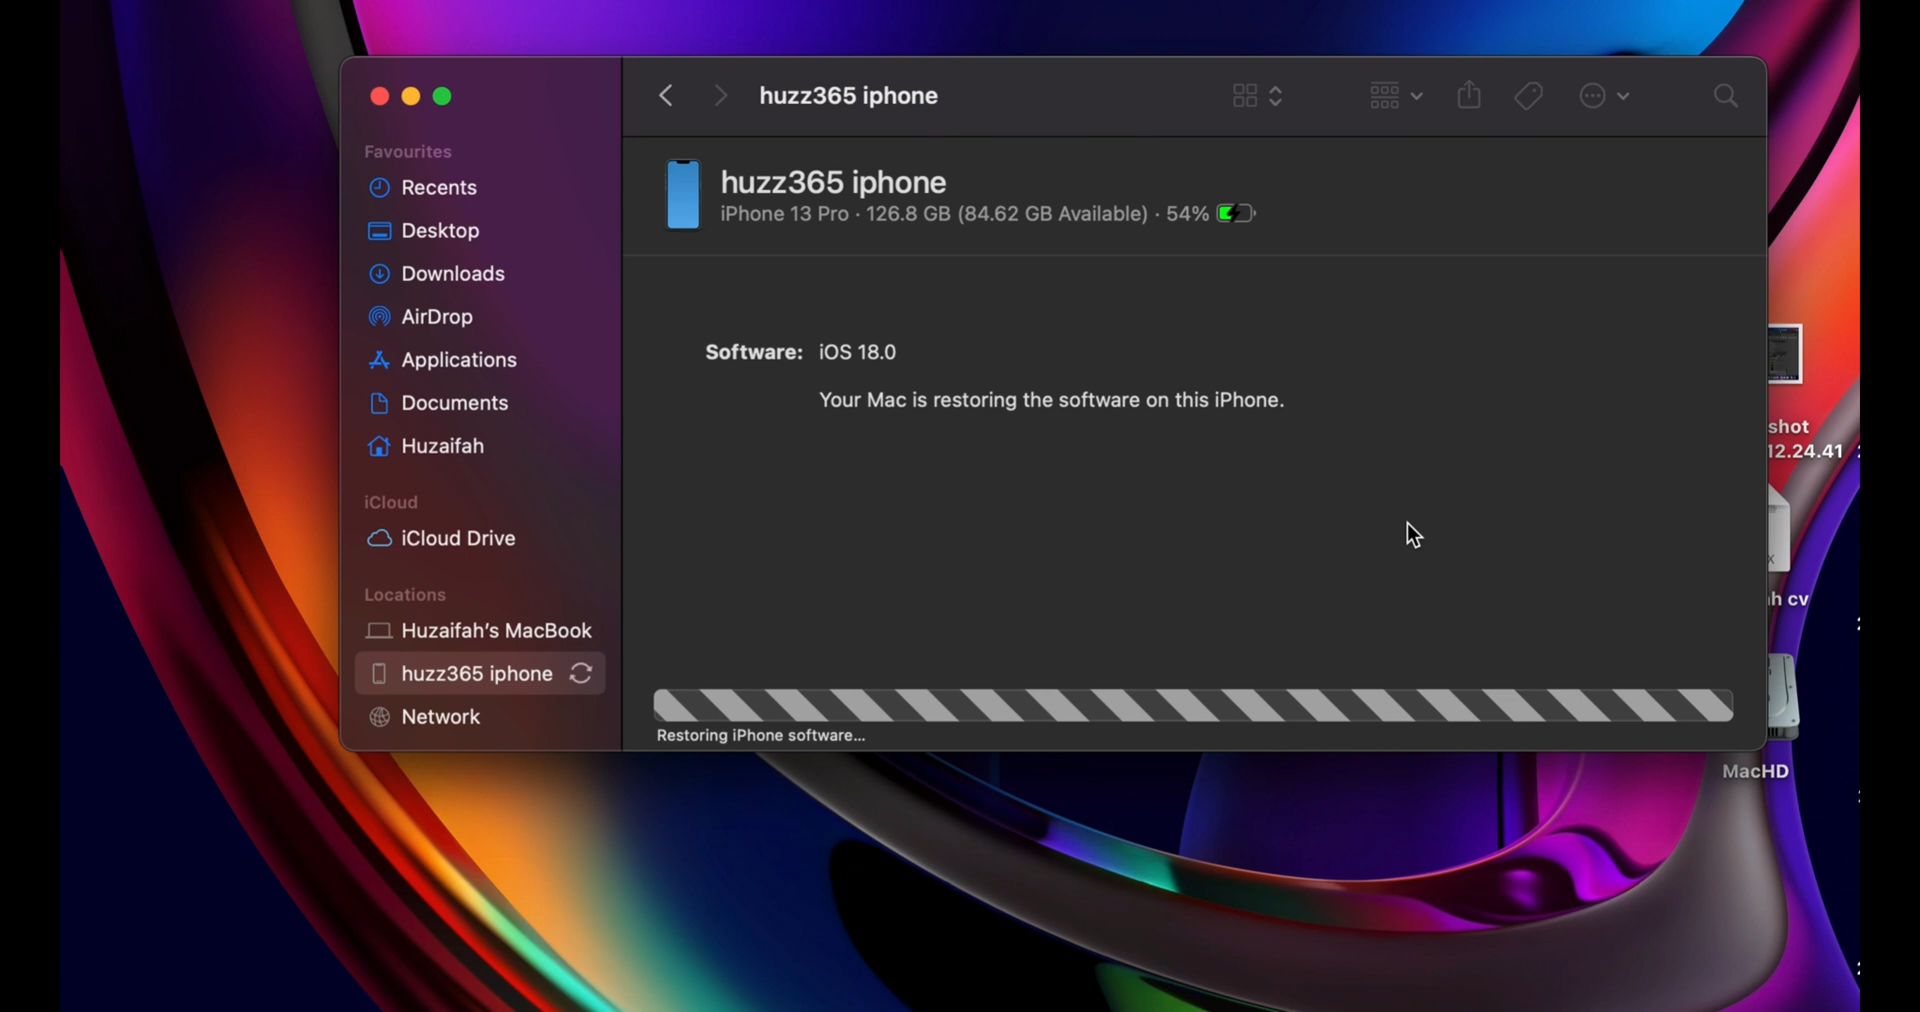 huzz365 iphone
Favourites
Recents
Desktop
Downloads
AirDrop
Applications
Documents
Huzaifah
iCloud
iCloud Drive
Locations
Huzaifah's MacBook
huzz365 iphone
Network
huzz365 iphone
iPhone 13 Pro · 126.8 GB (84.62 GB Available) · 54%
Software: iOS 18.0
Your Mac is restoring the software on this iPhone.
Restoring iPhone software...
shot
12.24.41
h cv
MacHD